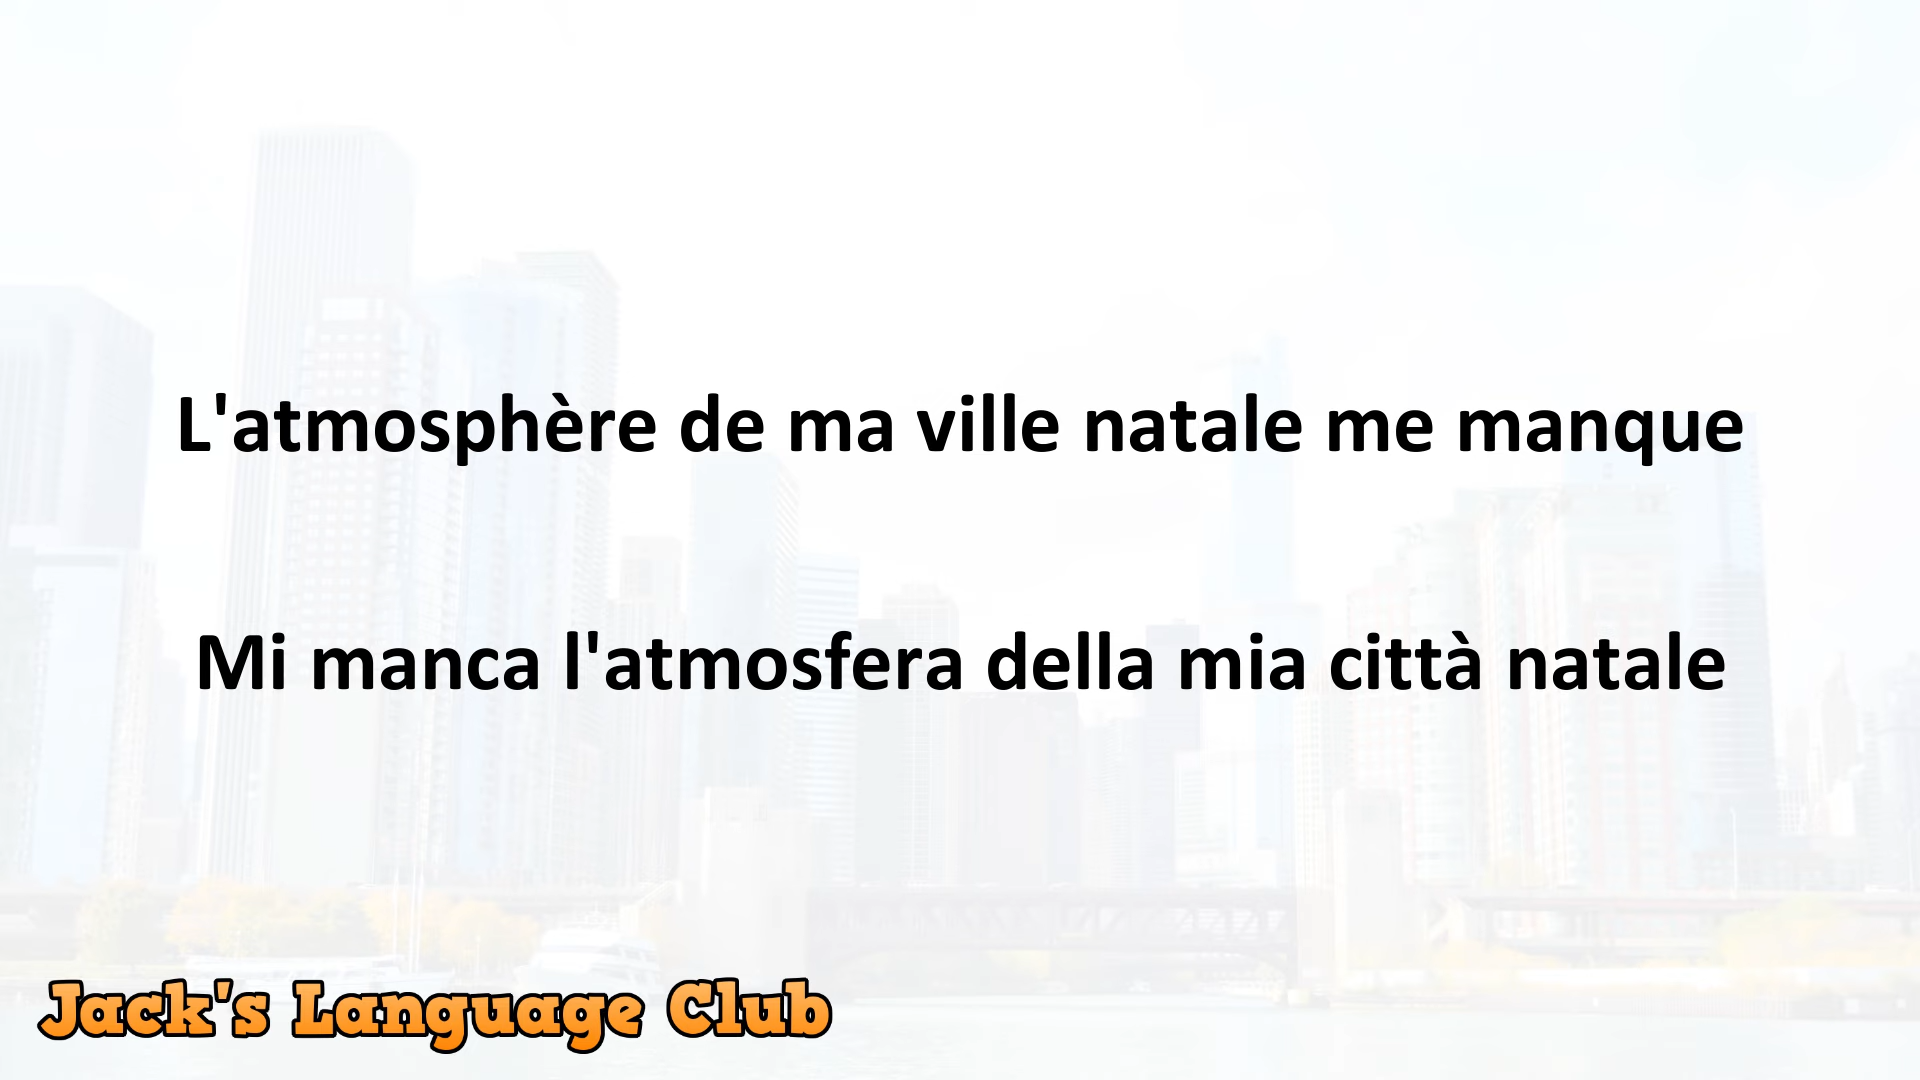 L'atmosphère de ma ville natale me manque
Mi manca l'atmosfera della mia città natale
Jack's Language Club